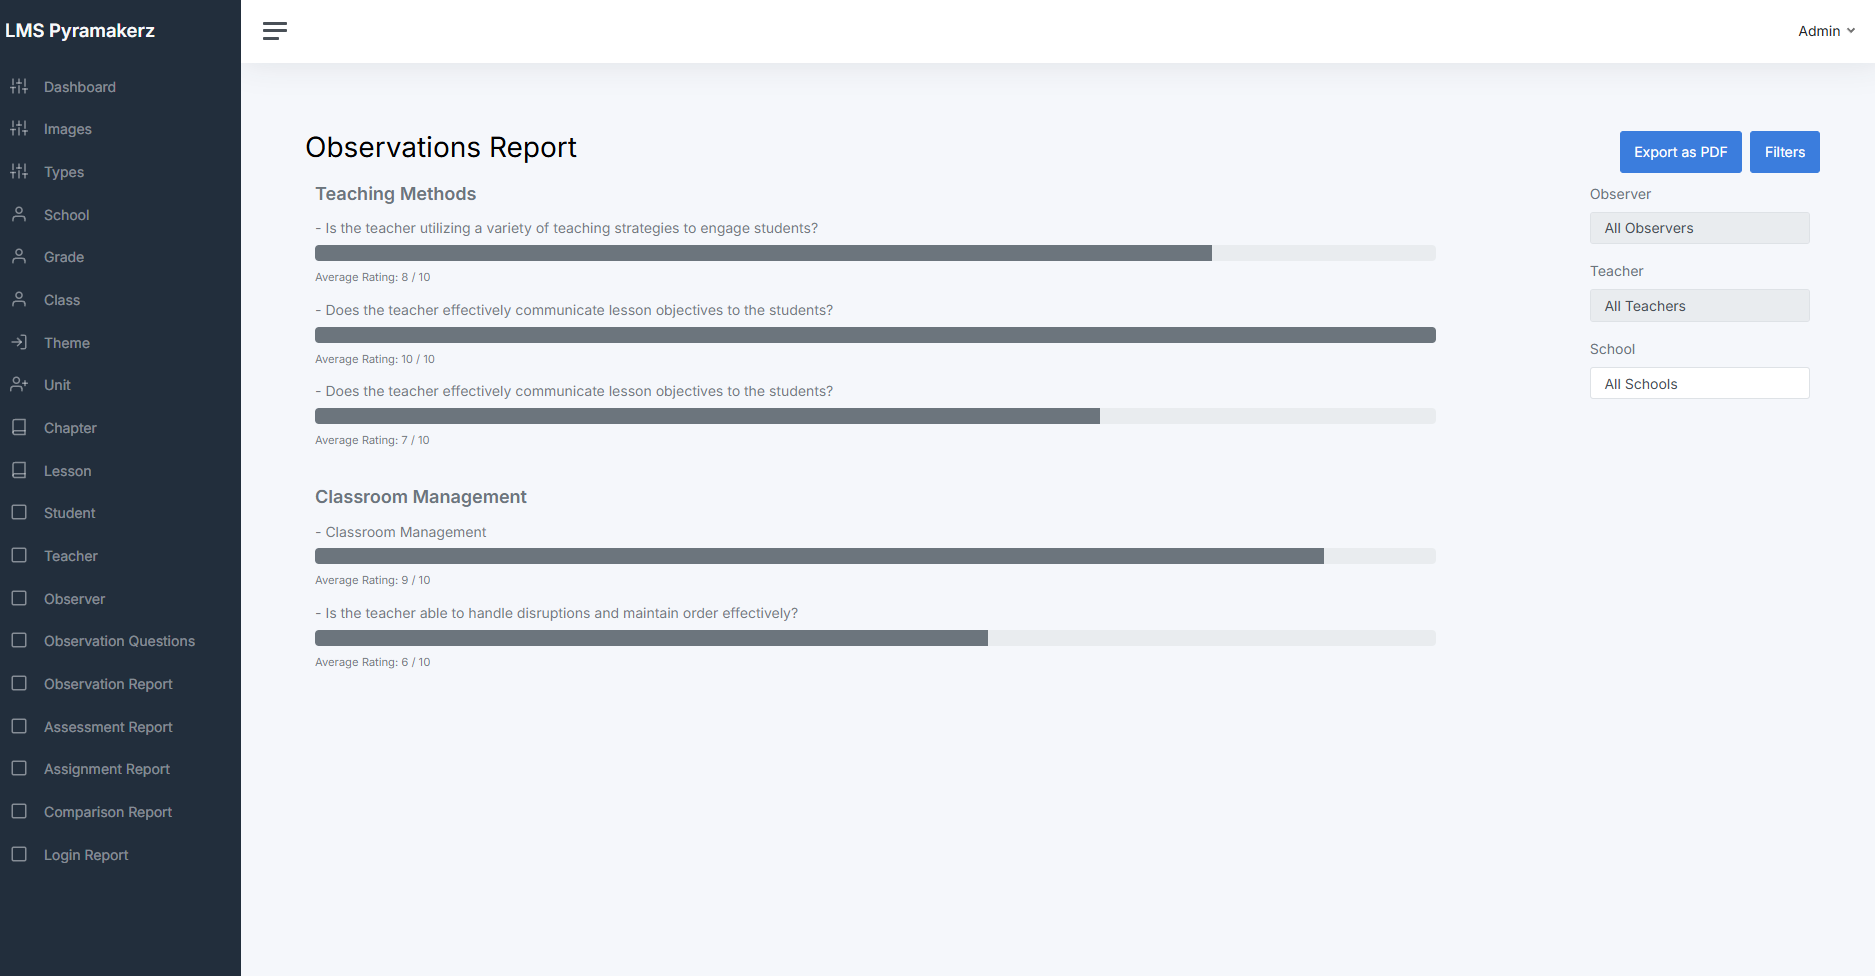 LMS Pyramakerz
Admin
Dashboard
Images
Types
School
Grade
Class
Theme
Unit
Chapter
Lesson
Student
Teacher
Observer
Observation Questions
Observation Report
Assessment Report
Assignment Report
Comparison Report
Login Report
Observations Report
Export as PDF
Filters
Teaching Methods
- Is the teacher utilizing a variety of teaching strategies to engage students?
Average Rating: 8 / 10
- Does the teacher effectively communicate lesson objectives to the students?
Average Rating: 10 / 10
- Does the teacher effectively communicate lesson objectives to the students?
Average Rating: 7 / 10
Classroom Management
- Classroom Management
Average Rating: 9 / 10
- Is the teacher able to handle disruptions and maintain order effectively?
Average Rating: 6 / 10
Observer
All Observers
Teacher
All Teachers
School
All Schools